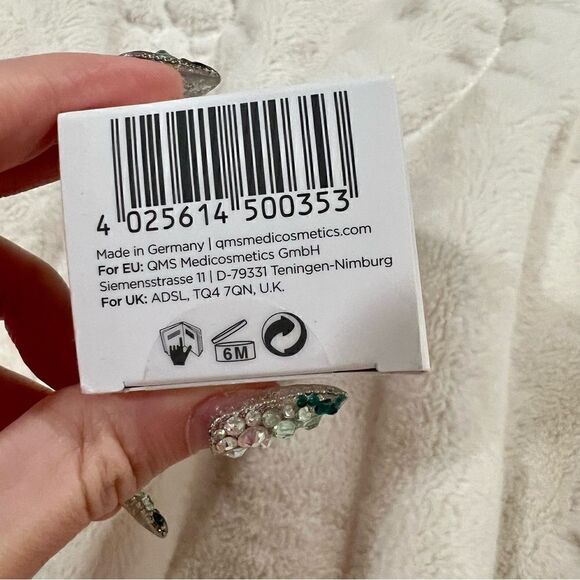 4 025614 500353
Made in Germany | qmsmedicosmetics.com
For EU: QMS Medicosmetics GmbH
Siemensstrasse 11 | D-79331 Teningen-Nimburg
For UK: ADSL, TQ4 7QN, U.K.
6M